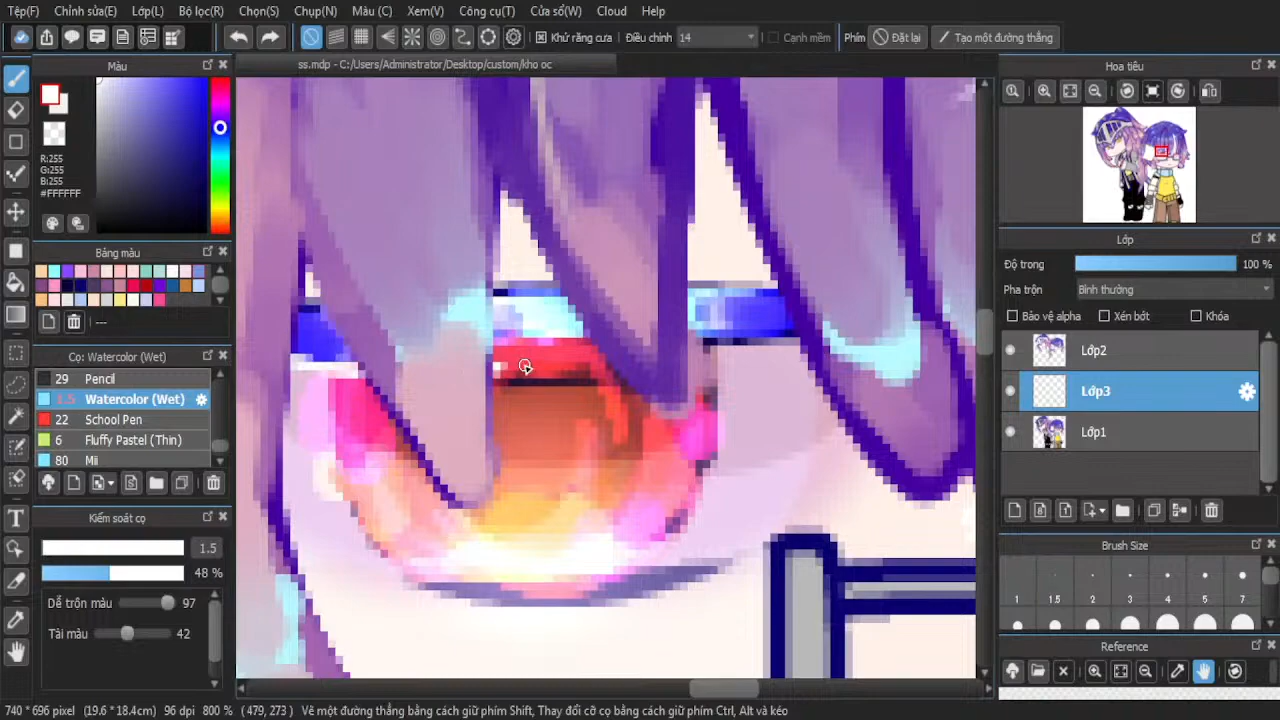 Tệp(F) Chỉnh sửa(E) Lớp(L) Bộ lọc(R) Chọn(S) Chụp(N) Màu (C) Xem(V) Công cụ(T) Cửa sổ(W) Cloud Help
Khử răng cưa Điều chỉnh 14 Cạnh mềm Phím Đặt lại Tạo một đường thẳng
ss.mdp - C:/Users/Administrator/Desktop/custom/kho oc
Màu
R:255
G:255
B:255
#FFFFFF
Bảng màu
---
Cọ: Watercolor (Wet)
29 Pencil
1.5 Watercolor (Wet)
22 School Pen
6 Fluffy Pastel (Thin)
80 Mii
Kiểm soát cọ
1.5
48 %
Dễ trộn màu 97
Tải màu 42
Hoa tiêu
Lớp
Độ trong 100 %
Pha trộn Bình thường
Bảo vệ alpha Xén bớt Khóa
Lớp2
Lớp3
Lớp1
Brush Size
1 1.5 2 3 4 5 7
Reference
740 * 696 pixel (19.6 * 18.4cm) 96 dpi 800 % ( 479, 273 ) Vẽ một đường thẳng bằng cách giữ phím Shift, Thay đổi cỡ cọ bằng cách giữ phím Ctrl, Alt và kéo